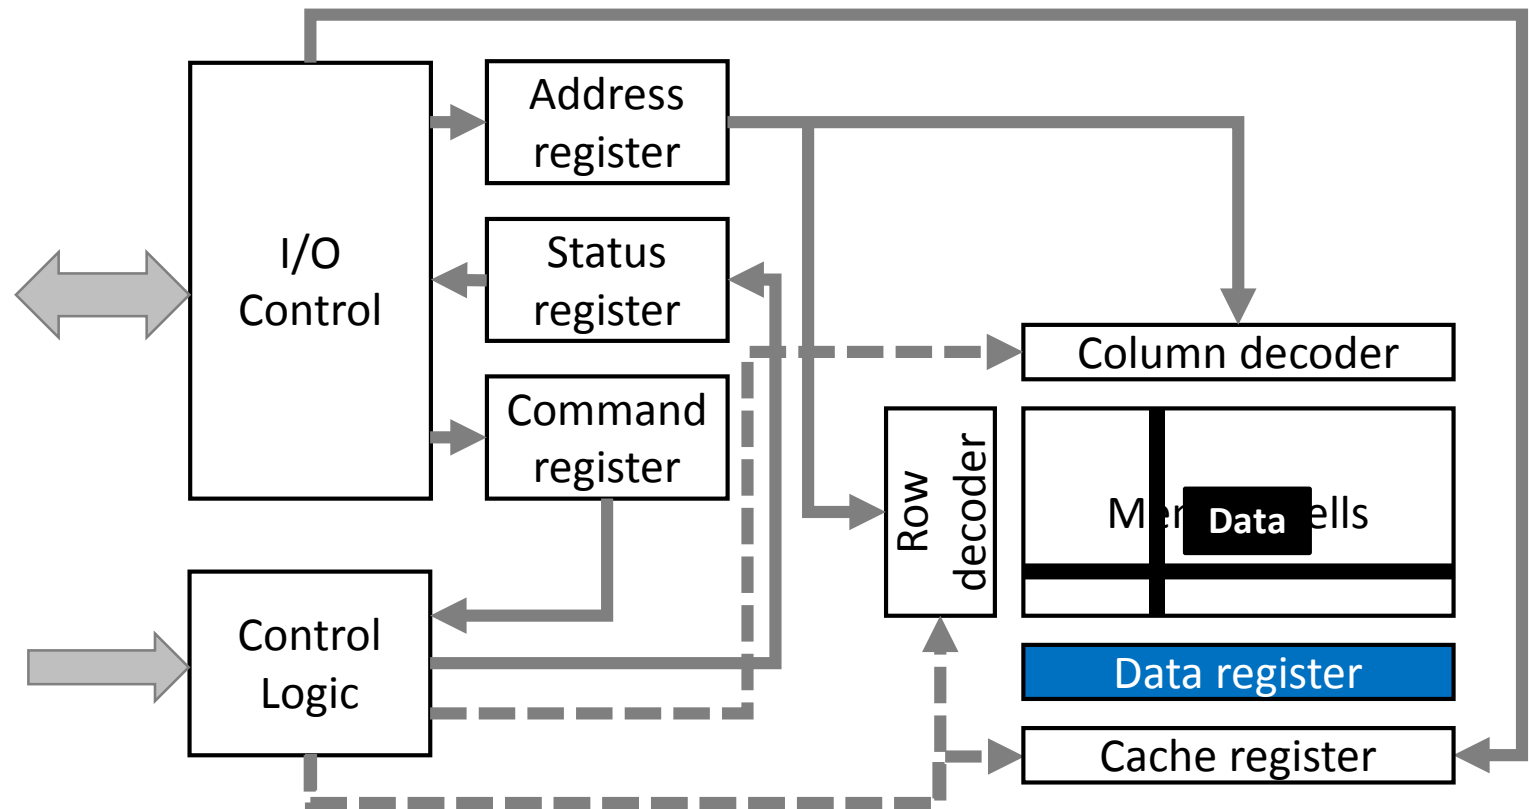 Address
register
I/O
Control
Status
register
Column decoder
Command
register
Row
decoder
Data
Control
Logic
Data register
Cache register